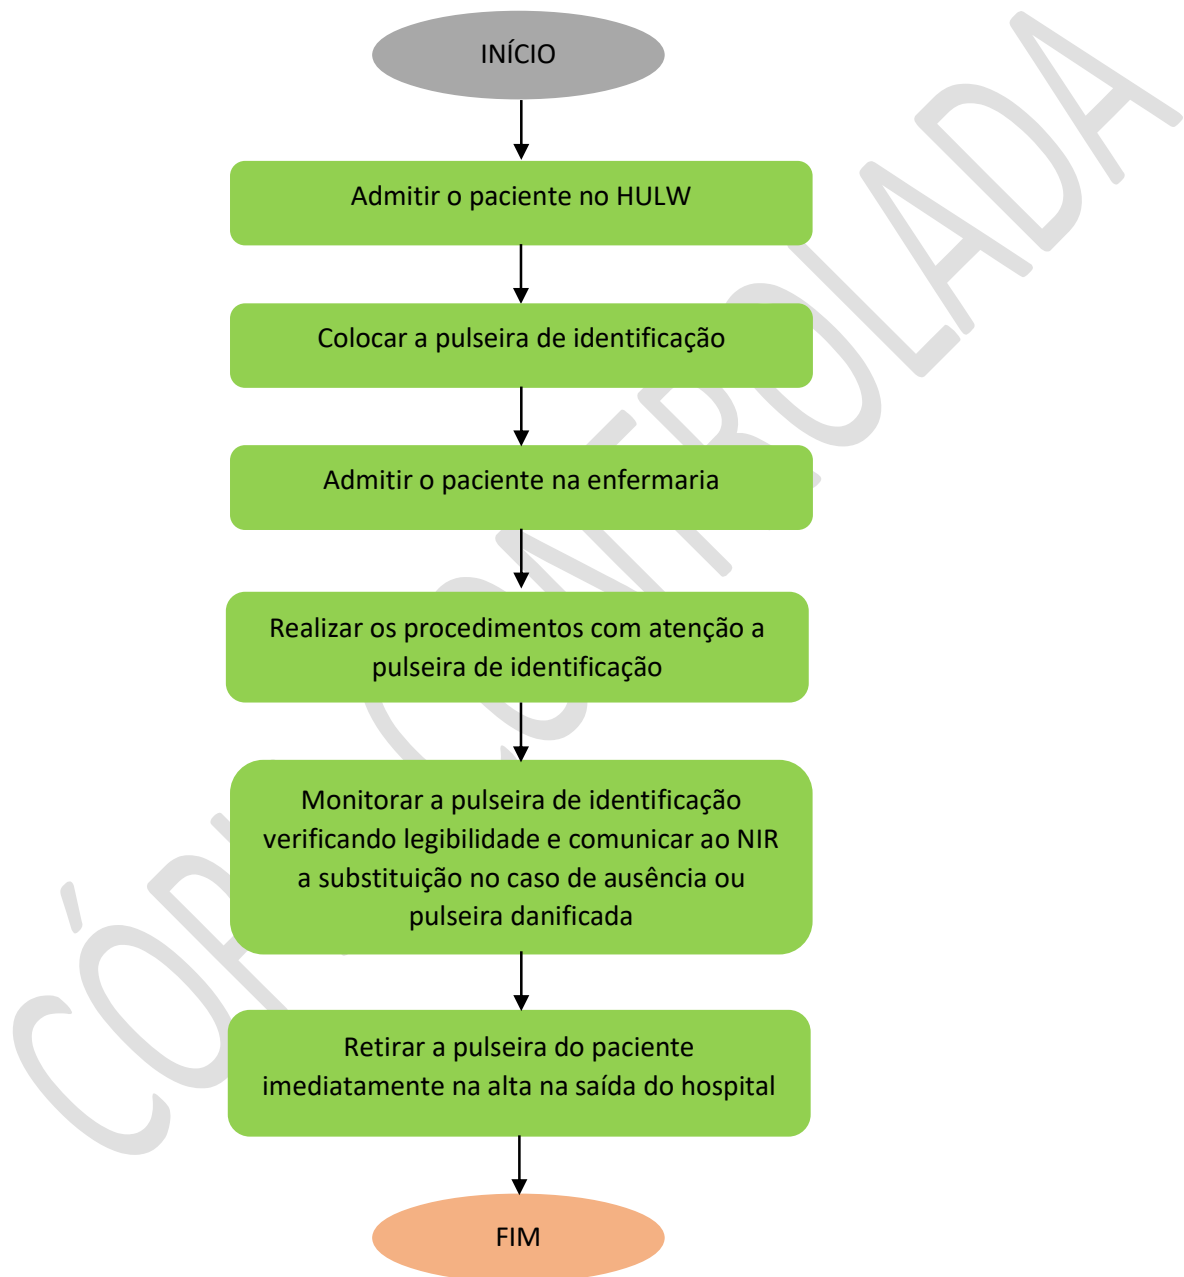 INÍCIO
Admitir o paciente no HULW
Colocar a pulseira de identificação
Admitir o paciente na enfermaria
Realizar os procedimentos com atenção a
pulseira de identificação
Monitorar a pulseira de identificação
verificando legibilidade e comunicar ao NIR
a substituição no caso de ausência ou
pulseira danificada
Retirar a pulseira do paciente
imediatamente na alta na saída do hospital
FIM
CÓPIA CONTROLADA